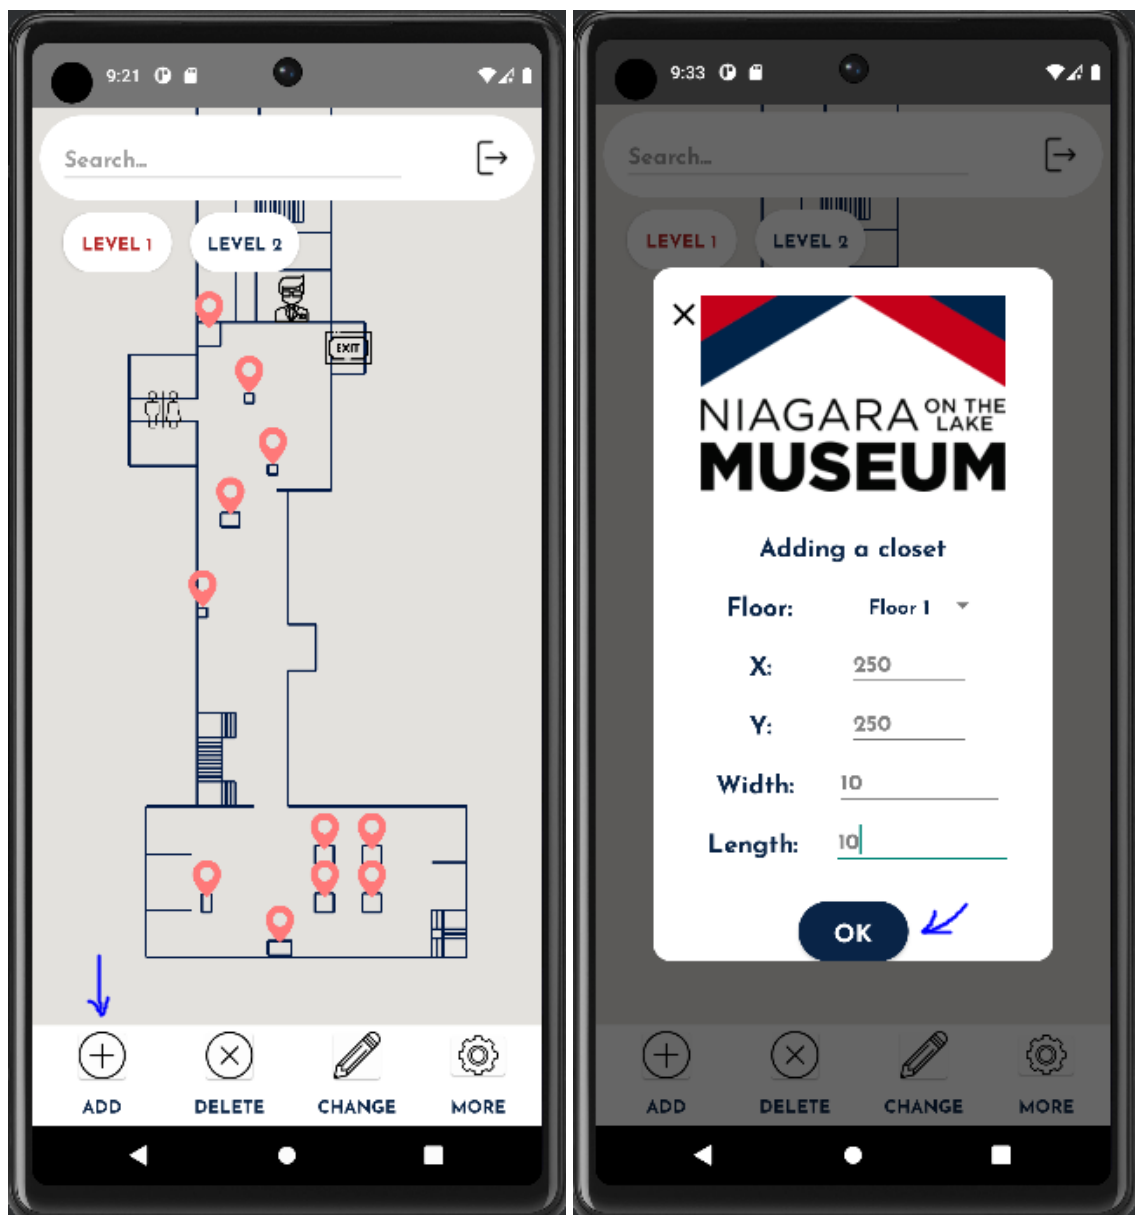 9:21
Search...
LEVEL 1
LEVEL 2
EXIT
ADD
DELETE
CHANGE
MORE
9:33
Search...
LEVEL 1
LEVEL 2
NIAGARA ON THE LAKE
MUSEUM
Adding a closet
Floor: Floor 1
X: 250
Y: 250
Width: 10
Length: 10
OK
ADD
DELETE
CHANGE
MORE